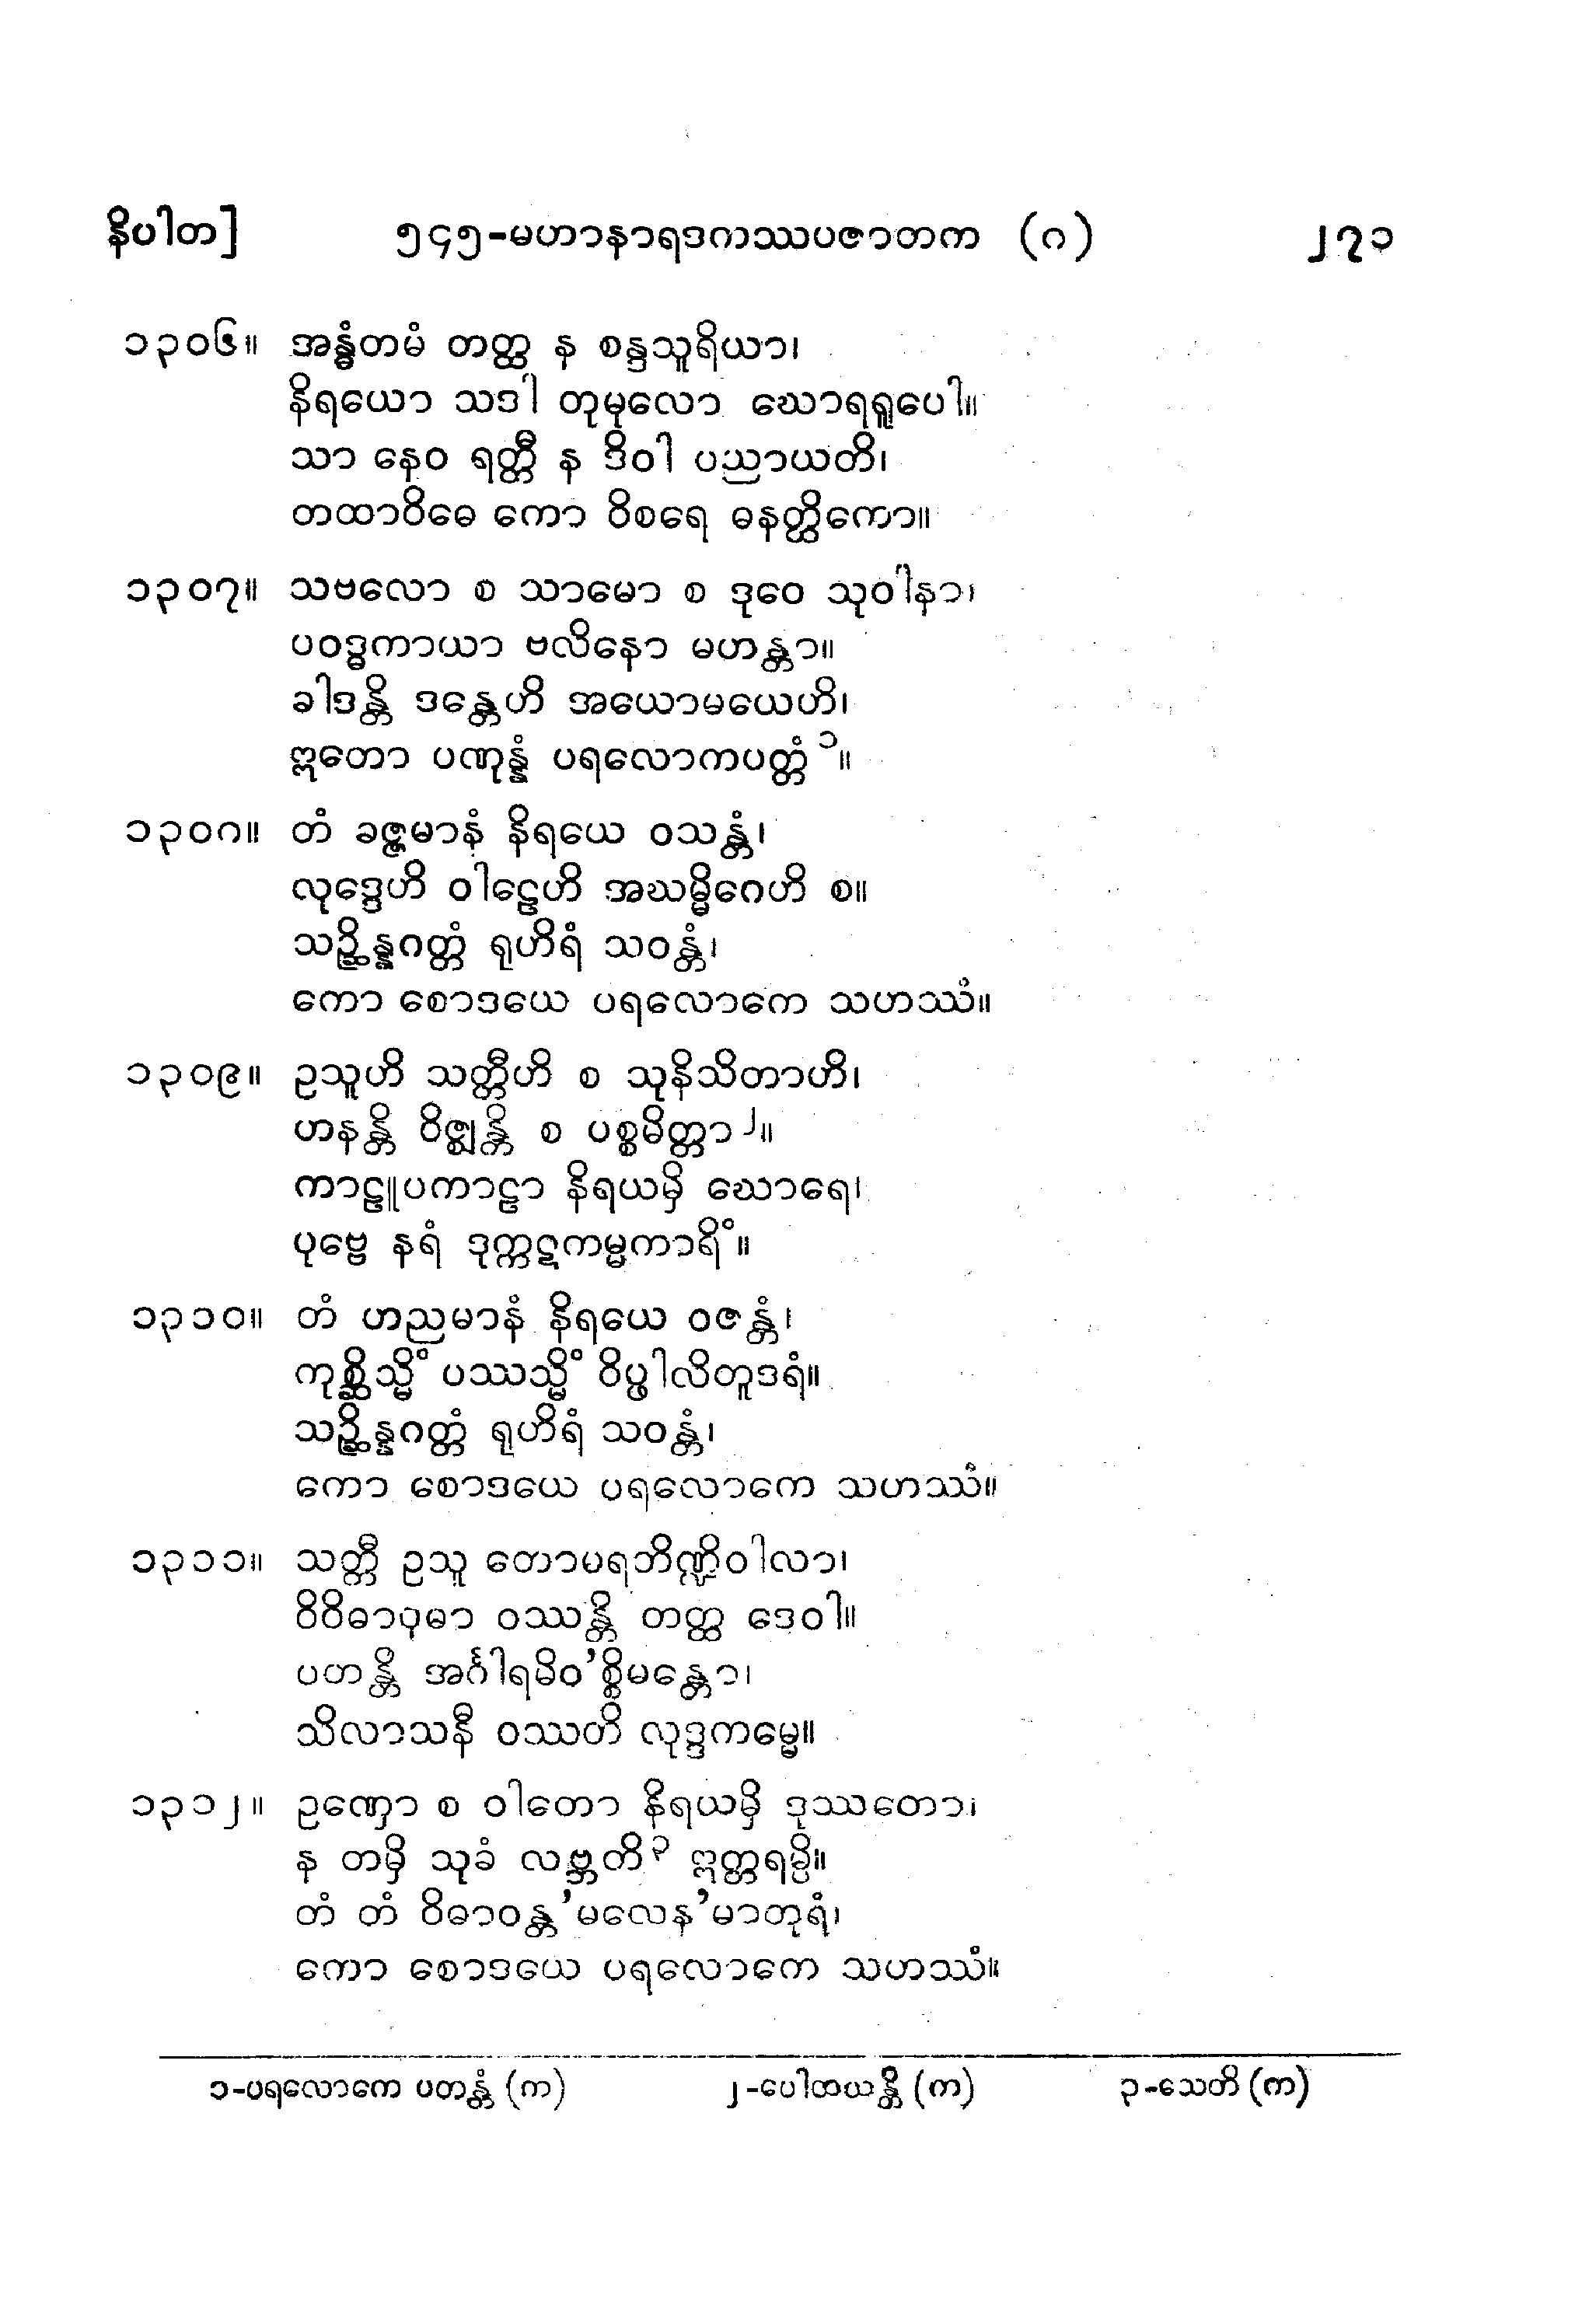 နိပါတ]
၅၄၅-မဟာနာရဒကဿပဇာတက (၈)
၂၇၁
၁၃၀၆။ အန္ဓံတမံ တတ္ထ န စန္ဒသူရိယာ၊
နိရယော သဒါ တုမုလော ဃောရရူပေါ။
သာ နေဝ ရတ္တီ န ဒိဝါ ပညာယတိ၊
တထာဝိဓေ ကော ဝိစရေ ဓနတ္ထိကော။
၁၃၀၇။ သဗလော စ သာမော စ ဒုဝေ သုဝါနာ၊
ပဝဒ္ဓကာယာ ဗလိနော မဟန္တာ။
ခါဒန္တိ ဒန္တေဟိ အယောမယေဟိ၊
ဣတော ပဏုန္နံ ပရလောကပတ္တံ ၁။
၁၃၀၈။ တံ ခဇ္ဇမာနံ နိရယေ ဝသန္တံ၊
လုဒ္ဒေဟိ ဝါဠေဟိ အဃမ္မိဂေဟိ စ။
သဉ္ဆိန္နဂတ္တံ ရုဟိရံ သဝန္တံ၊
ကော စောဒယေ ပရလောကေ သဟဿံ။
၁၃၀၉။ ဥသူဟိ သတ္တီဟိ စ သုနိသိတာဟိ၊
ဟနန္တိ ဝိဇ္ဈန္တိ စ ပစ္စမိတ္တာ ၂။
ကာဠူပကာဠာ နိရယမှိ ဃောရေ၊
ပုဗ္ဗေ နရံ ဒုက္ကဋကမ္မကာရိံ။
၁၃၁၀။ တံ ဟညမာနံ နိရယေ ဝဇန္တံ၊
ကုစ္ဆိသ္မိံ ပဿသ္မိံ ဝိပ္ဖါလိတူဒရံ။
သဉ္ဆိန္နဂတ္တံ ရုဟိရံ သဝန္တံ၊
ကော စောဒယေ ပရလောကေ သဟဿံ။
၁၃၁၁။ သတ္တီ ဥသူ တောမရဘိဏ္ဍိဝါလာ၊
ဝိဝိဓာဝုဓာ ဝဿန္တိ တတ္ထ ဒေဝါ။
ပဟန္တိ အင်္ဂါရမိဝ’စ္စိမန္တော၊
သိလာသနီ ဝဿတိ လုဒ္ဒကမ္မေ။
၁၃၁၂။ ဥဏှော စ ဝါတော နိရယမှိ ဒုဿတော၊
န တမှိ သုခံ လဗ္ဘတိ ၃ ဣတ္တရမ္ပိ။
တံ တံ ဝိဓာဝန္တ’မလေန’မာတုရံ၊
ကော စောဒယေ ပရလောကေ သဟဿံ။
၁-ပရလောကေ ပတန္တံ (က)
၂-ပေါထယန္တိ (က)
၃-သေတိ (က)